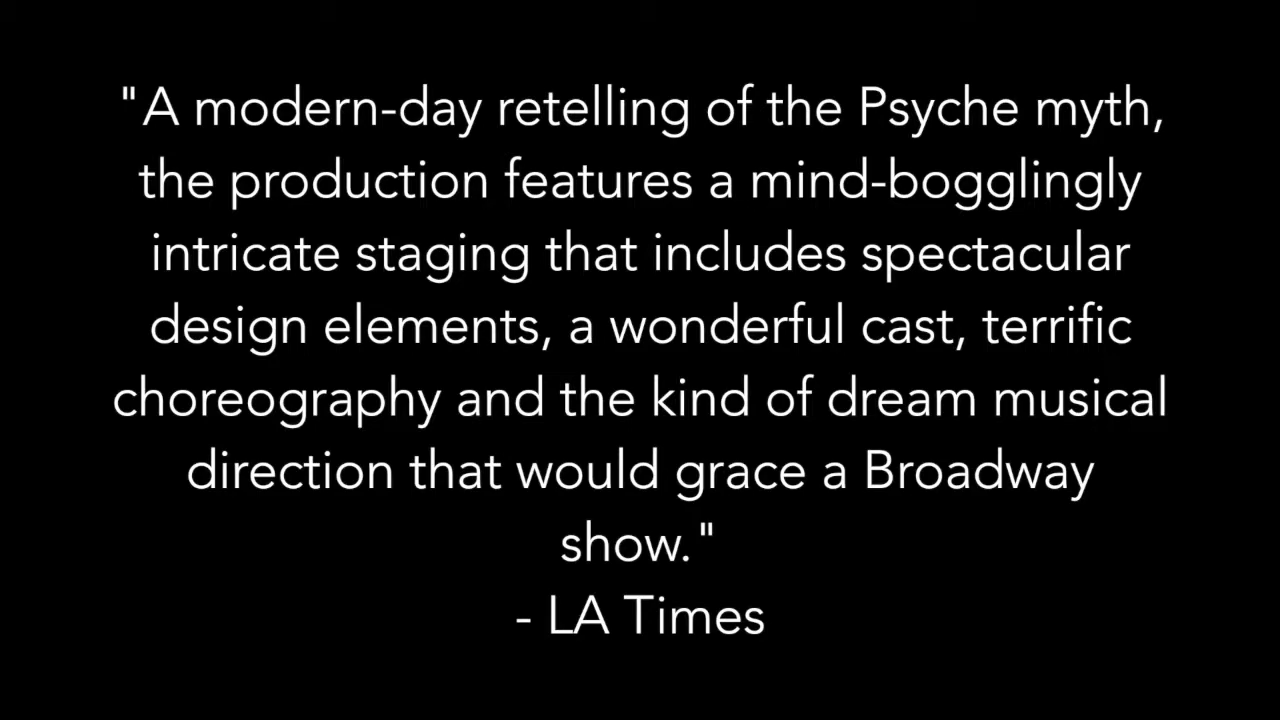 "A modern-day retelling of the Psyche myth,
the production features a mind-bogglingly
intricate staging that includes spectacular
design elements, a wonderful cast, terrific
choreography and the kind of dream musical
direction that would grace a Broadway
show."
- LA Times